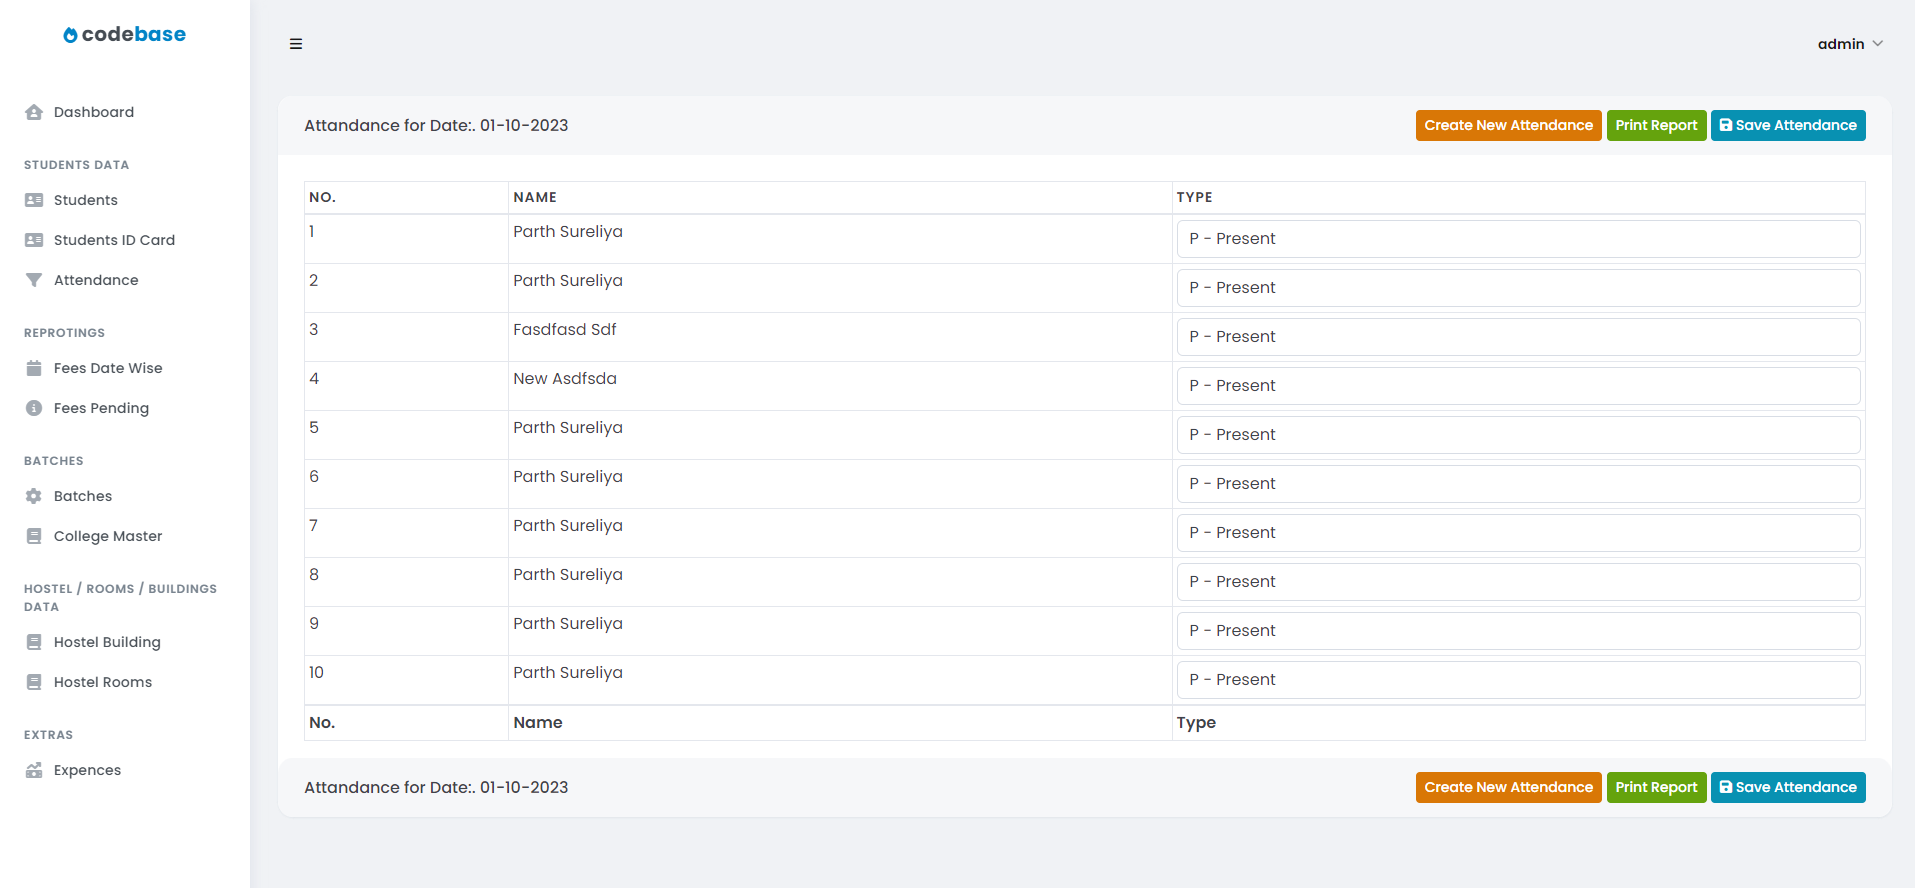 codebase
admin
Dashboard
STUDENTS DATA
Students
Students ID Card
Attendance
REPROTINGS
Fees Date Wise
Fees Pending
BATCHES
Batches
College Master
HOSTEL / ROOMS / BUILDINGS
DATA
Hostel Building
Hostel Rooms
EXTRAS
Expences
Attandance for Date:. 01-10-2023 Create New Attendance Print Report Save Attendance
NO. NAME TYPE
1 Parth Sureliya P - Present
2 Parth Sureliya P - Present
3 Fasdfasd Sdf P - Present
4 New Asdfsda P - Present
5 Parth Sureliya P - Present
6 Parth Sureliya P - Present
7 Parth Sureliya P - Present
8 Parth Sureliya P - Present
9 Parth Sureliya P - Present
10 Parth Sureliya P - Present
No. Name Type
Attandance for Date:. 01-10-2023 Create New Attendance Print Report Save Attendance